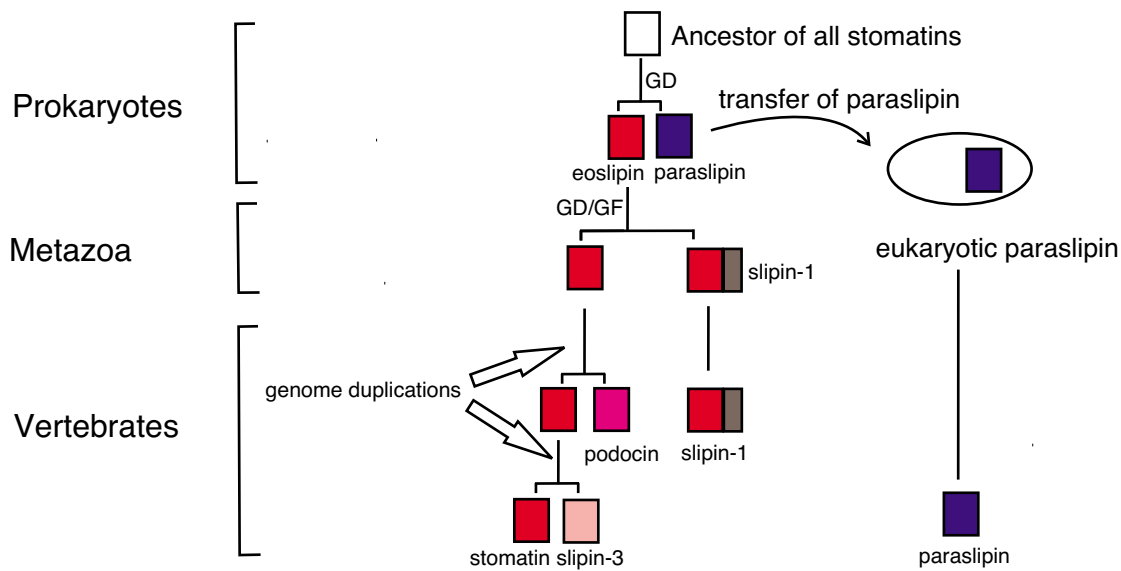 Ancestor of all stomatins
GD
Prokaryotes
transfer of paraslipin
eoslipin paraslipin
GD/GF
Metazoa
eukaryotic paraslipin
slipin-1
genome duplications
Vertebrates
podocin
slipin-1
stomatin slipin-3
paraslipin